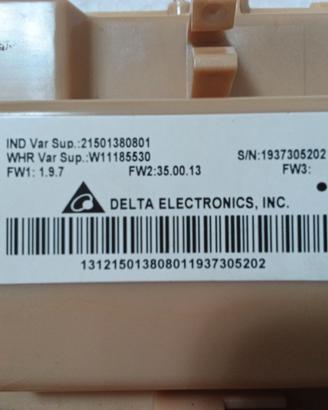 IND Var Sup.:21501380801
WHR Var Sup.:W11185530 S/N:1937305202
FW1: 1.9.7 FW2:35.00.13 FW3:
DELTA ELECTRONICS, INC.
131215013808011937305202